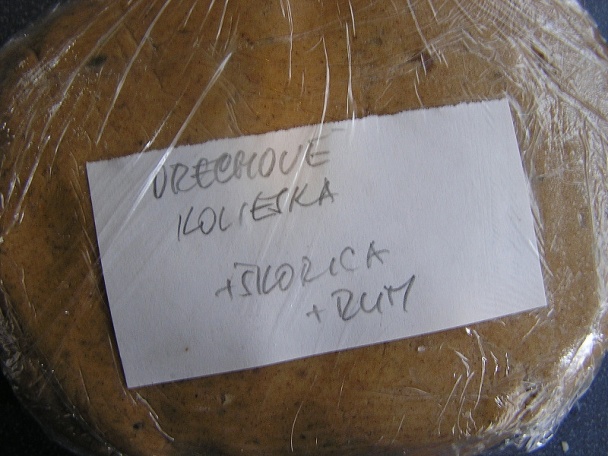 ORECHOVÉ
KOLIESKA
+ŠKORICA
+RUM